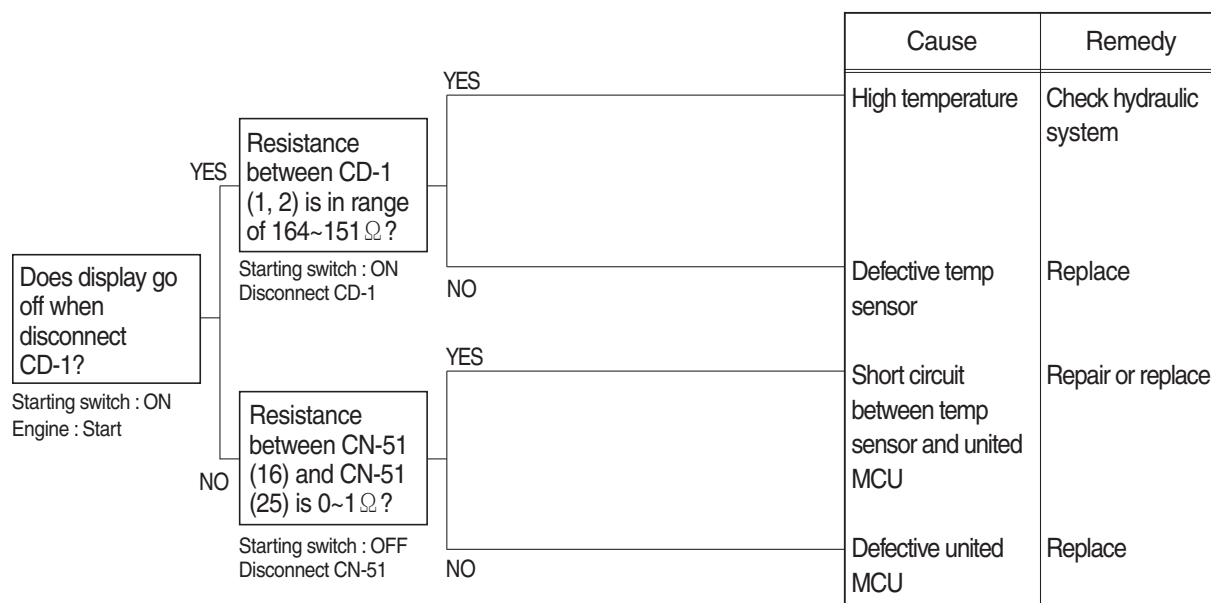 Cause
Remedy
YES
High temperature
Check hydraulic
system
YES
Resistance
between CD-1
(1, 2) is in range
of 164~151Ω?
Starting switch : ON
Disconnect CD-1
NO
Defective temp
sensor
Replace
Does display go
off when
disconnect
CD-1?
Starting switch : ON
Engine : Start
YES
Short circuit
between temp
sensor and united
MCU
Repair or replace
NO
Resistance
between CN-51
(16) and CN-51
(25) is 0~1Ω?
Starting switch : OFF
Disconnect CN-51
NO
Defective united
MCU
Replace